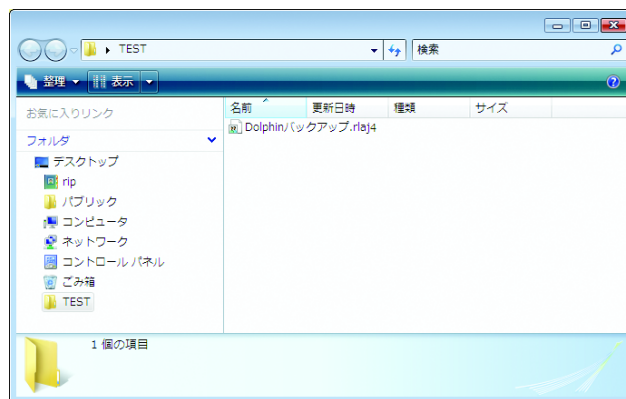 TEST
検索
整理 表示
お気に入りリンク
フォルダ
デスクトップ
rip
パブリック
コンピュータ
ネットワーク
コントロール パネル
ごみ箱
TEST
名前 更新日時 種類 サイズ
Dolphinバックアップ.rlaj4
1 個の項目